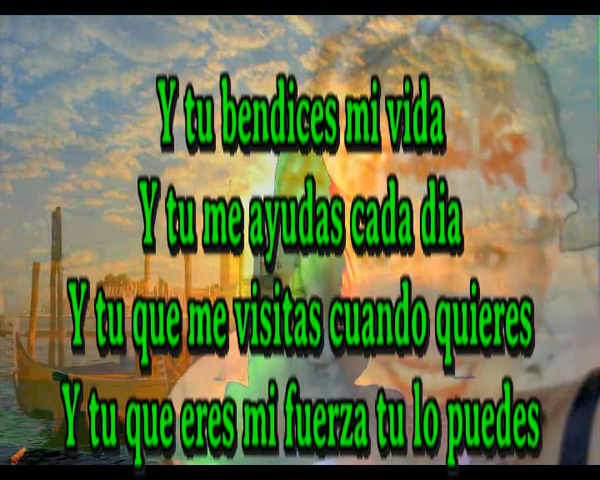 Y tu bendices mi vida
Y tu me ayudas cada dia
Y tu que me visitas cuando quieres
Y tu que eres mi fuerza tu lo puedes